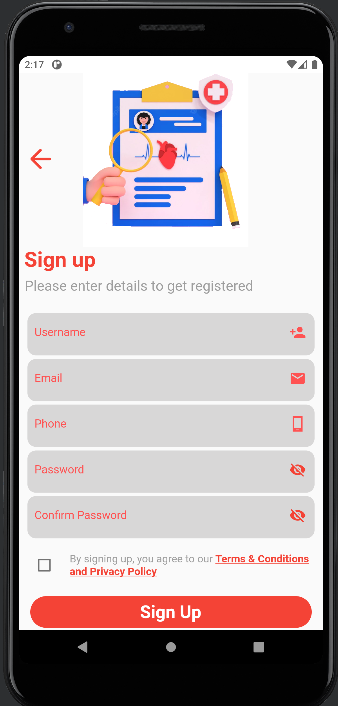 2:17
Sign up
Please enter details to get registered
Username
Email
Phone
Password
Confirm Password
By signing up, you agree to our Terms & Conditions
and Privacy Policy
Sign Up